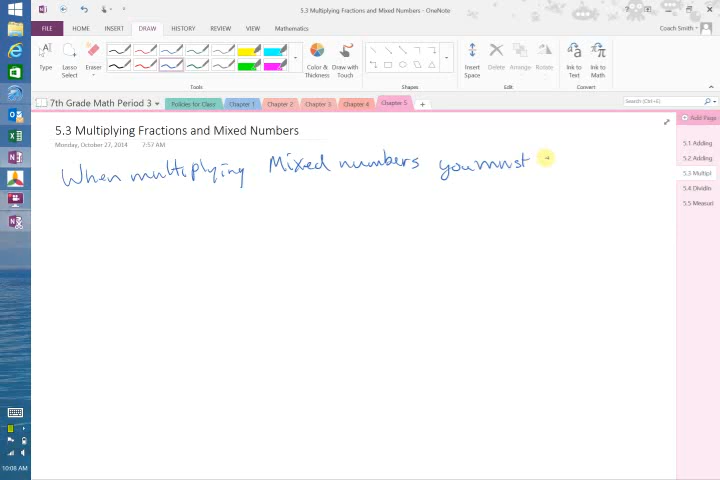 5.3 Multiplying Fractions and Mixed Numbers - OneNote
FILE HOME INSERT DRAW HISTORY REVIEW VIEW Mathematics
Coach Smith
Type
Lasso Select
Eraser
Color & Thickness
Draw with Touch
Insert Space
Delete
Arrange
Rotate
Ink to Text
Ink to Math
Tools
Shapes
Edit
Convert
7th Grade Math Period 3
Policies for Class Chapter 1 Chapter 2 Chapter 3 Chapter 4 Chapter 5
Search (Ctrl+E)
Add Page
5.3 Multiplying Fractions and Mixed Numbers
Monday, October 27, 2014 7:57 AM
When multiplying Mixed numbers you must
5.1 Adding
5.2 Adding
5.3 Multipl
5.4 Dividin
5.5 Measuri
10:08 AM